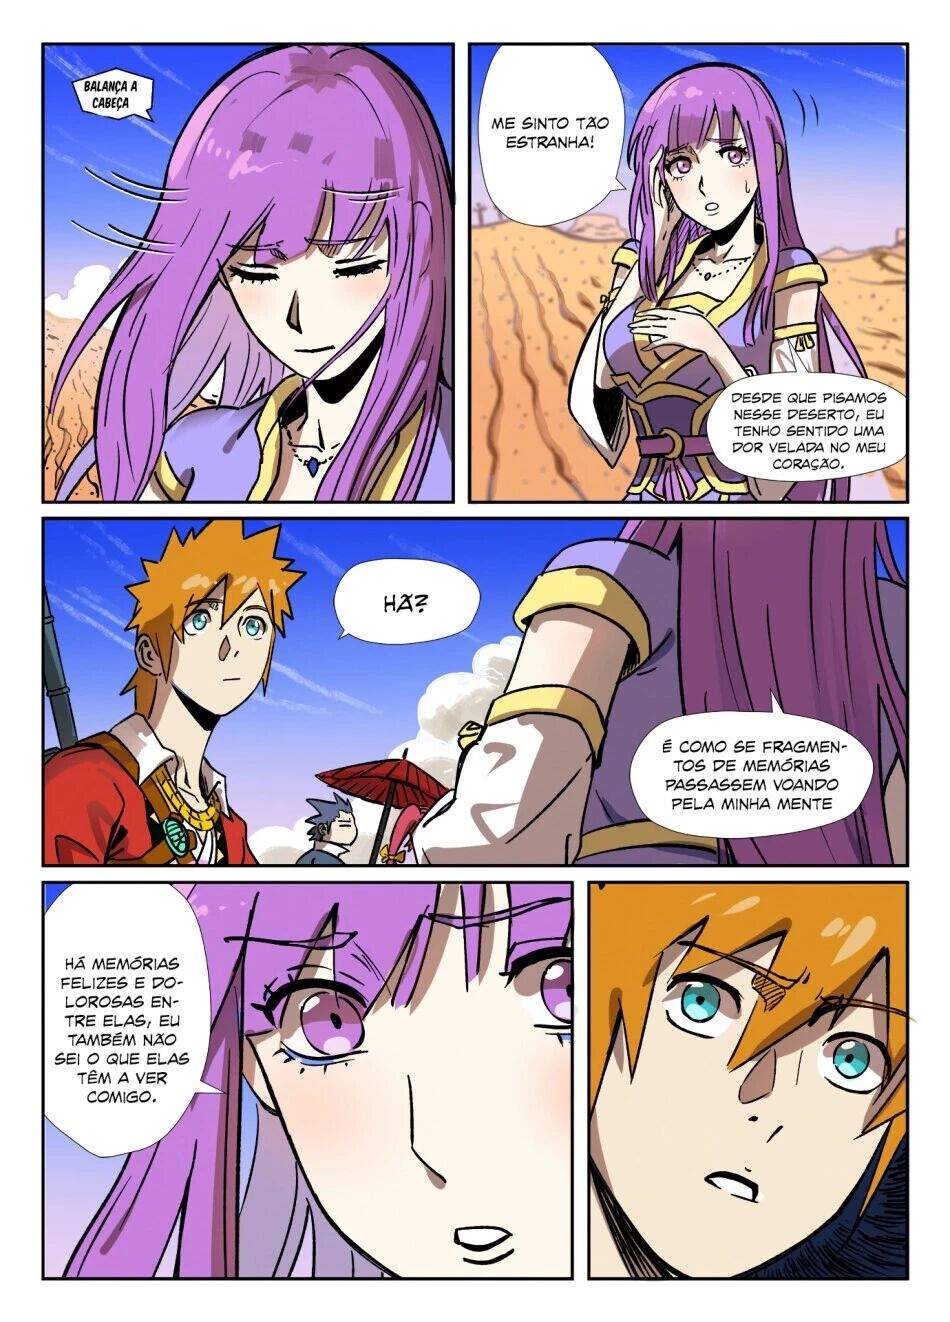 BALANÇA A
CABEÇA
ME SINTO TÃO
ESTRANHA!
DESDE QUE PISAMOS
NESSE DESERTO, EU
TENHO SENTIDO UMA
DOR VELADA NO MEU
CORAÇÃO.
HÃ?
É COMO SE FRAGMEN-
TOS DE MEMÓRIAS
PASSASSEM VOANDO
PELA MINHA MENTE
HÁ MEMÓRIAS
FELIZES E DO-
LOROSAS EN-
TRE ELAS, EU
TAMBÉM NÃO
SEI O QUE ELAS
TÊM A VER
COMIGO.